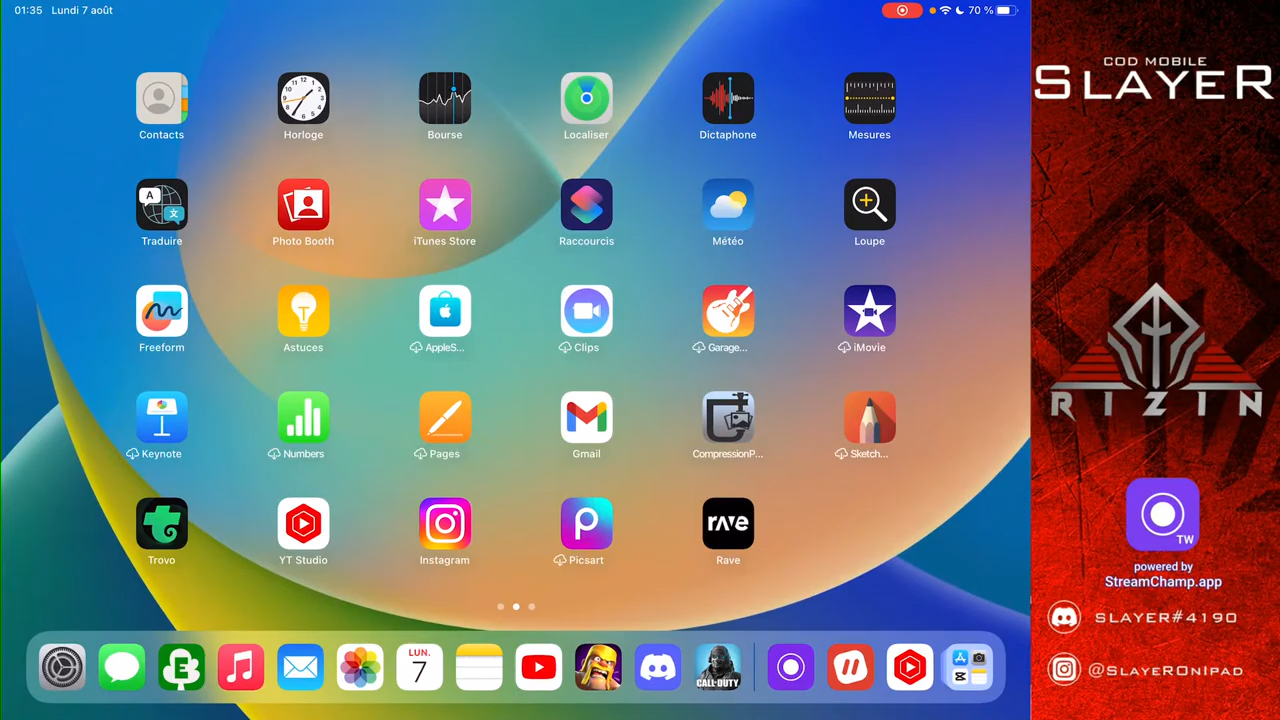 01:35 Lundi 7 août
70 %
Contacts
Horloge
Bourse
Localiser
Dictaphone
Mesures
Traduire
Photo Booth
iTunes Store
Raccourcis
Météo
Loupe
Freeform
Astuces
AppleS...
Clips
Garage...
iMovie
Keynote
Numbers
Pages
Gmail
CompressionP...
Sketch...
rave
Trovo
YT Studio
Instagram
Picsart
Rave
LUN.
7
CALL·DUTY
COD MOBILE
SLAYER
RIZIN
TW
powered by
StreamChamp.app
SLAYER#4190
@SlayerOnIpad